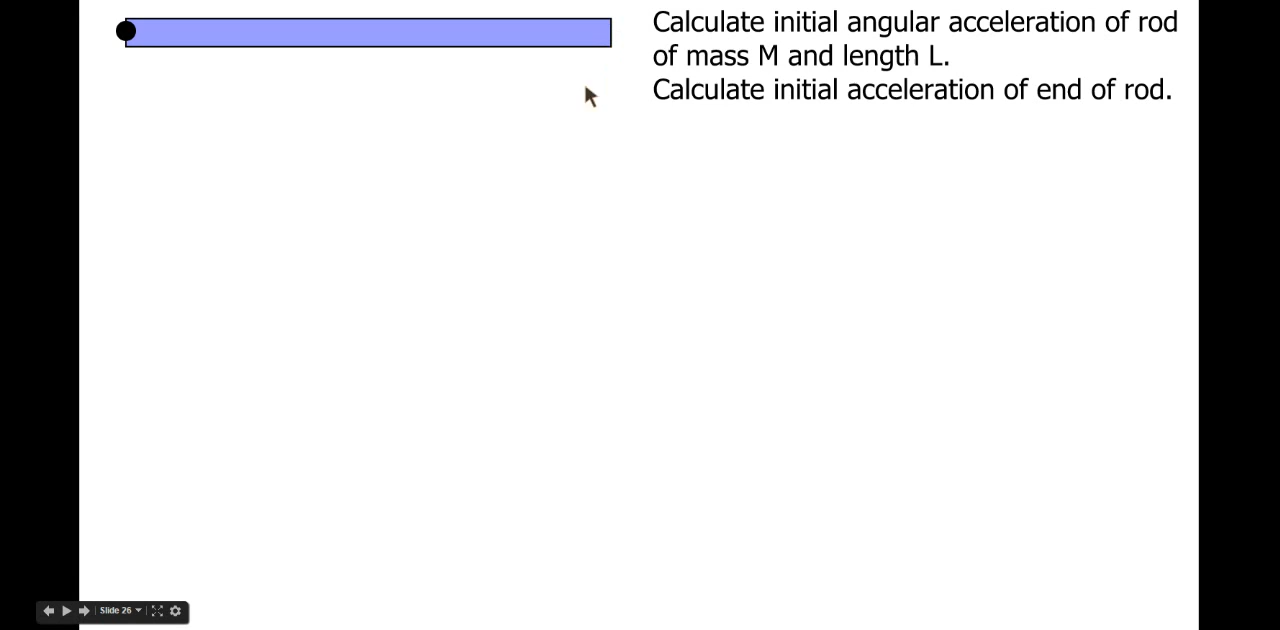 Calculate initial angular acceleration of rod
of mass M and length L.
Calculate initial acceleration of end of rod.
Slide 26